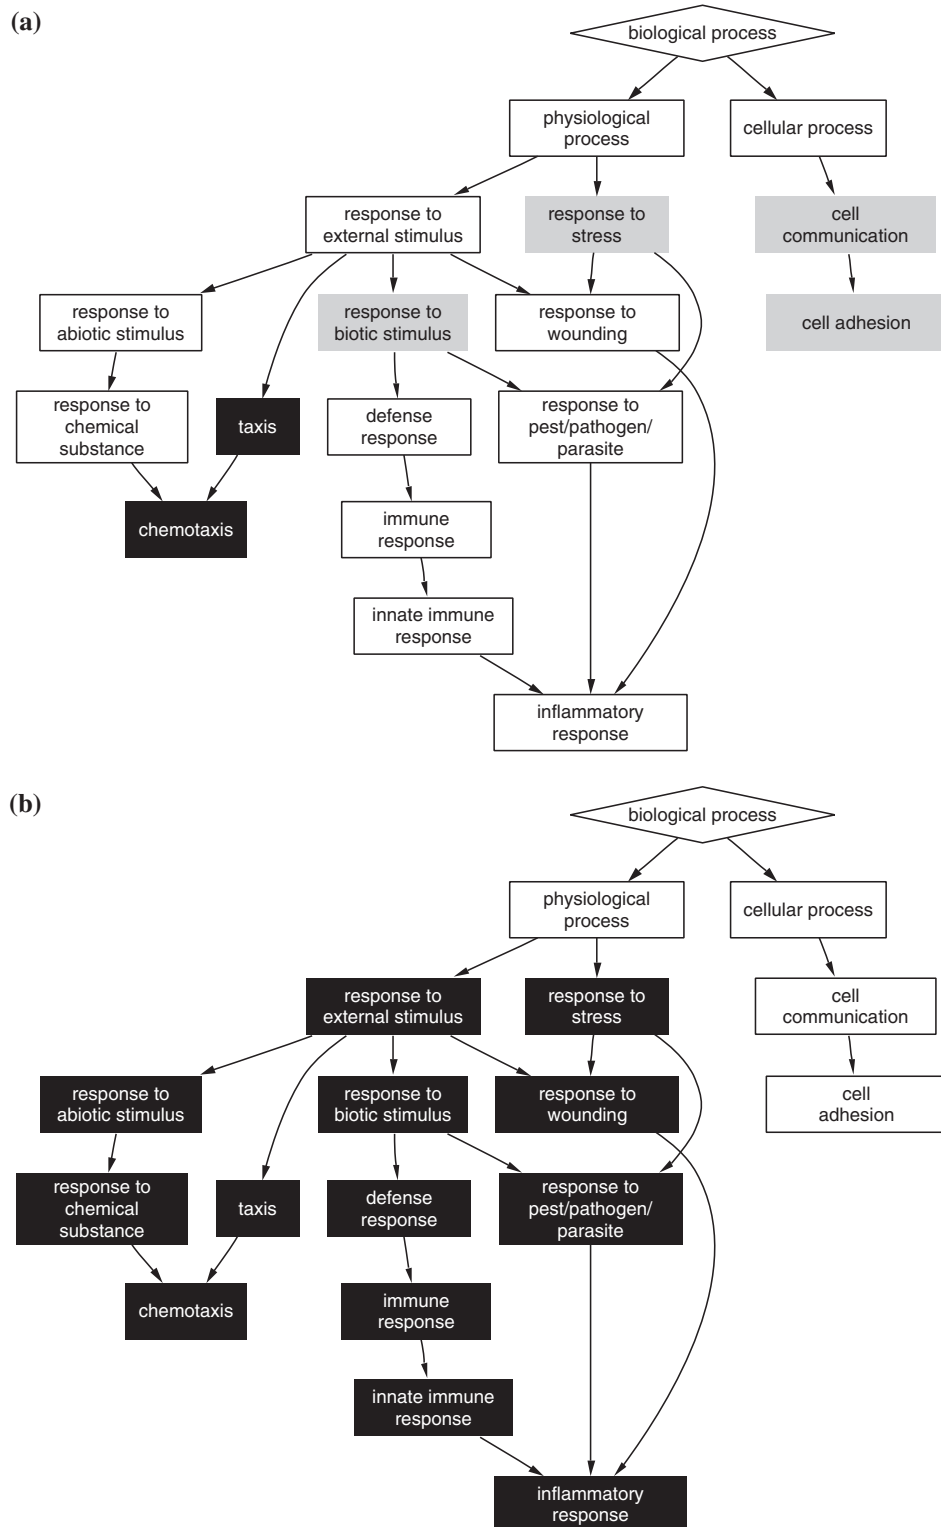 (a)
biological process
physiological
process
cellular process
response to
external stimulus
response to
stress
cell
communication
response to
abiotic stimulus
response to
biotic stimulus
response to
wounding
cell adhesion
response to
chemical
substance
taxis
defense
response
response to
pest/pathogen/
parasite
chemotaxis
immune
response
innate immune
response
inflammatory
response
(b)
biological process
physiological
process
cellular process
response to
external stimulus
response to
stress
cell
communication
response to
abiotic stimulus
response to
biotic stimulus
response to
wounding
cell
adhesion
response to
chemical
substance
taxis
defense
response
response to
pest/pathogen/
parasite
chemotaxis
immune
response
innate immune
response
inflammatory
response